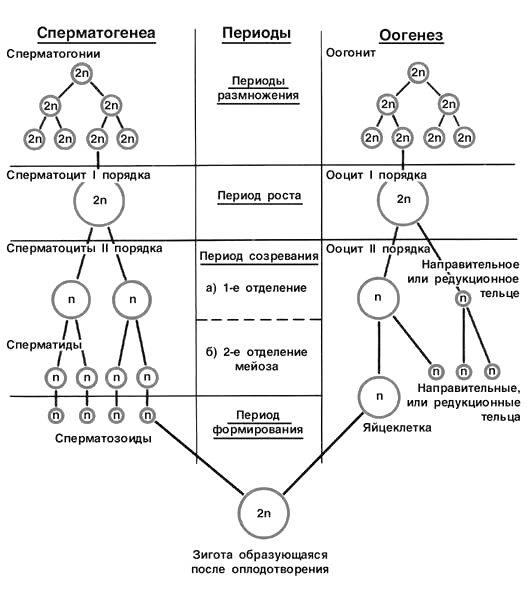 Сперматогенеа
Периоды
Оогенез
Сперматогонии
Оогонит
2n
2n
2n
2n
2n
2n
2n
Периоды
размножения
2n
2n
2n
2n
2n
2n
2n
Сперматоцит I порядка
2n
Период роста
Ооцит I порядка
2n
Сперматоциты II порядка
Период созревания
Ооцит II порядка
Направительное
или редукционое
тельце
n
n
а) 1-е отделение
n
n
Сперматиды
б) 2-е отделение
мейоза
n
n
n
n
n
n
n
Направительные,
или редукционные
тельца
n
n
n
n
n
Сперматозоиды
Период
формирования
Яйцеклетка
2n
Зигота образующаяся
после оплодотворения